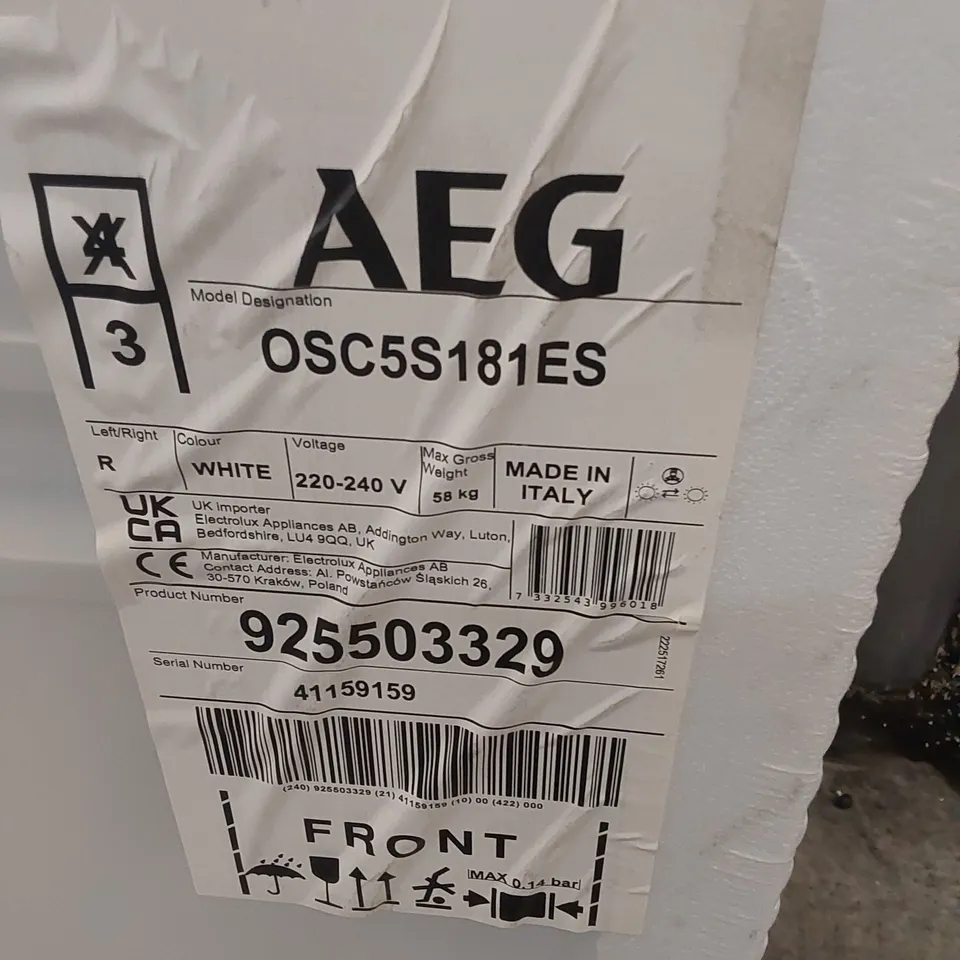 AEG
4
3
Model Designation
OSC5S181ES
Left/Right
R
Colour
WHITE
Voltage
220-240 V
Max Gross
Weight
58 kg
MADE IN
ITALY
UK
CA
UK Importer
Electrolux Appliances AB, Addington Way, Luton,
Bedfordshire, LU4 9QQ, UK
CE
Manufacturer: Electrolux Appliances AB
Contact Address: Al. Powstańców Śląskich 26,
30-570 Kraków, Poland
7 332543 996018
Product Number
925503329
22251726
Serial Number
41159159
(240) 925503329 (21) 41159159 (10) 00 (422) 000
FRONT
MAX 0.14 bar